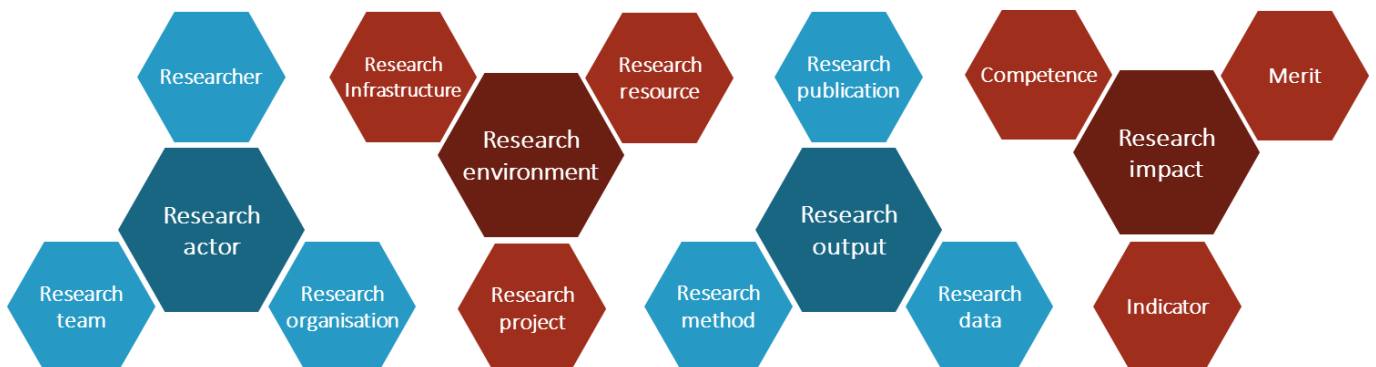 Researcher
Research
actor
Research
team
Research
organisation
Research
Infrastructure
Research
resource
Research
environment
Research
project
Research
publication
Research
output
Research
method
Research
data
Competence
Merit
Research
impact
Indicator